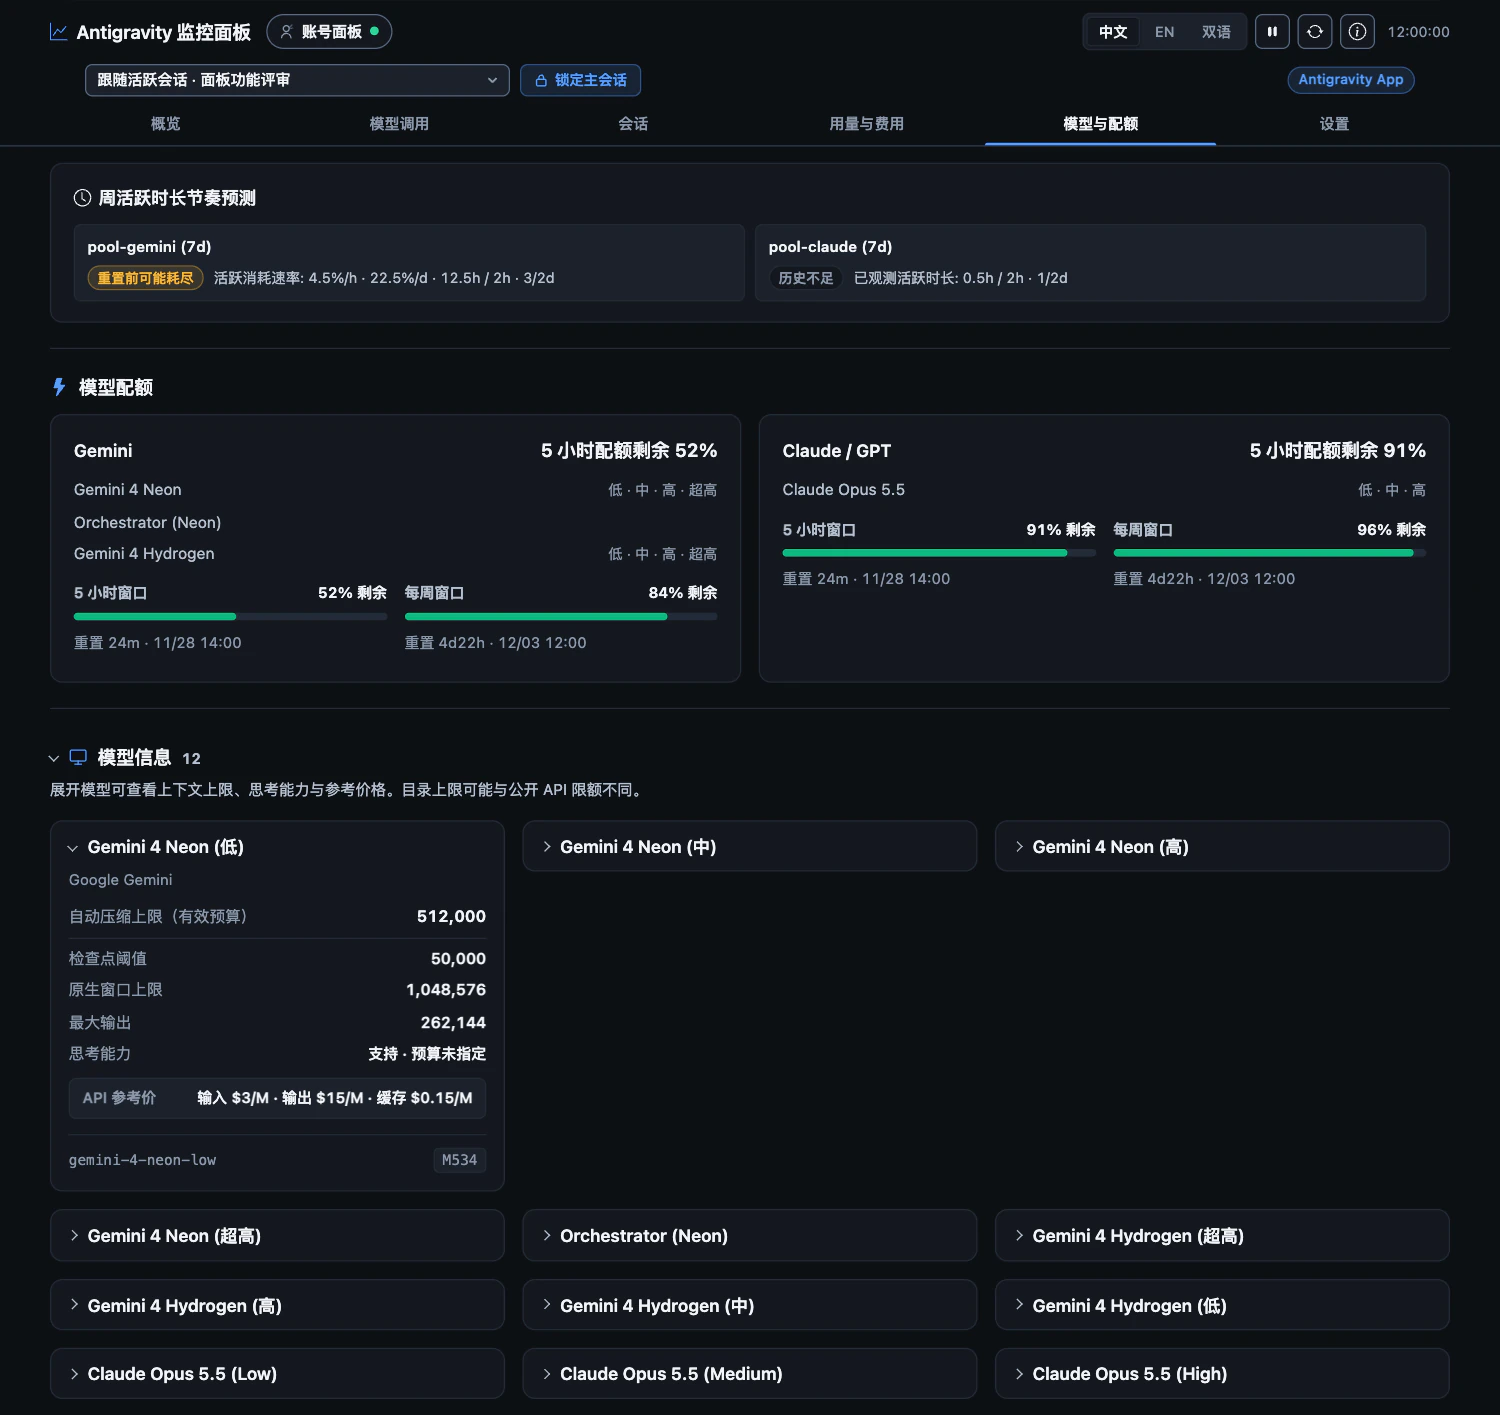 Antigravity 监控面板
账号面板
中文 EN 双语
12:00:00
跟随活跃会话 · 面板功能评审
锁定主会话
Antigravity App
概览 模型调用 会话 用量与费用 模型与配额 设置
周活跃时长节奏预测
pool-gemini (7d)
重置前可能耗尽 活跃消耗速率: 4.5%/h · 22.5%/d · 12.5h / 2h · 3/2d
pool-claude (7d)
历史不足 已观测活跃时长: 0.5h / 2h · 1/2d
模型配额
Gemini 5 小时配额剩余 52%
Gemini 4 Neon 低 · 中 · 高 · 超高
Orchestrator (Neon)
Gemini 4 Hydrogen 低 · 中 · 高 · 超高
5 小时窗口 52% 剩余
重置 24m · 11/28 14:00
每周窗口 84% 剩余
重置 4d22h · 12/03 12:00
Claude / GPT 5 小时配额剩余 91%
Claude Opus 5.5 低 · 中 · 高
5 小时窗口 91% 剩余
重置 24m · 11/28 14:00
每周窗口 96% 剩余
重置 4d22h · 12/03 12:00
模型信息 12
展开模型可查看上下文上限、思考能力与参考价格。目录上限可能与公开 API 限额不同。
Gemini 4 Neon (低)
Google Gemini
自动压缩上限（有效预算） 512,000
检查点阈值 50,000
原生窗口上限 1,048,576
最大输出 262,144
思考能力 支持 · 预算未指定
API 参考价 输入 $3/M · 输出 $15/M · 缓存 $0.15/M
gemini-4-neon-low M534
Gemini 4 Neon (中)
Gemini 4 Neon (高)
Gemini 4 Neon (超高)
Orchestrator (Neon)
Gemini 4 Hydrogen (超高)
Gemini 4 Hydrogen (高)
Gemini 4 Hydrogen (中)
Gemini 4 Hydrogen (低)
Claude Opus 5.5 (Low)
Claude Opus 5.5 (Medium)
Claude Opus 5.5 (High)